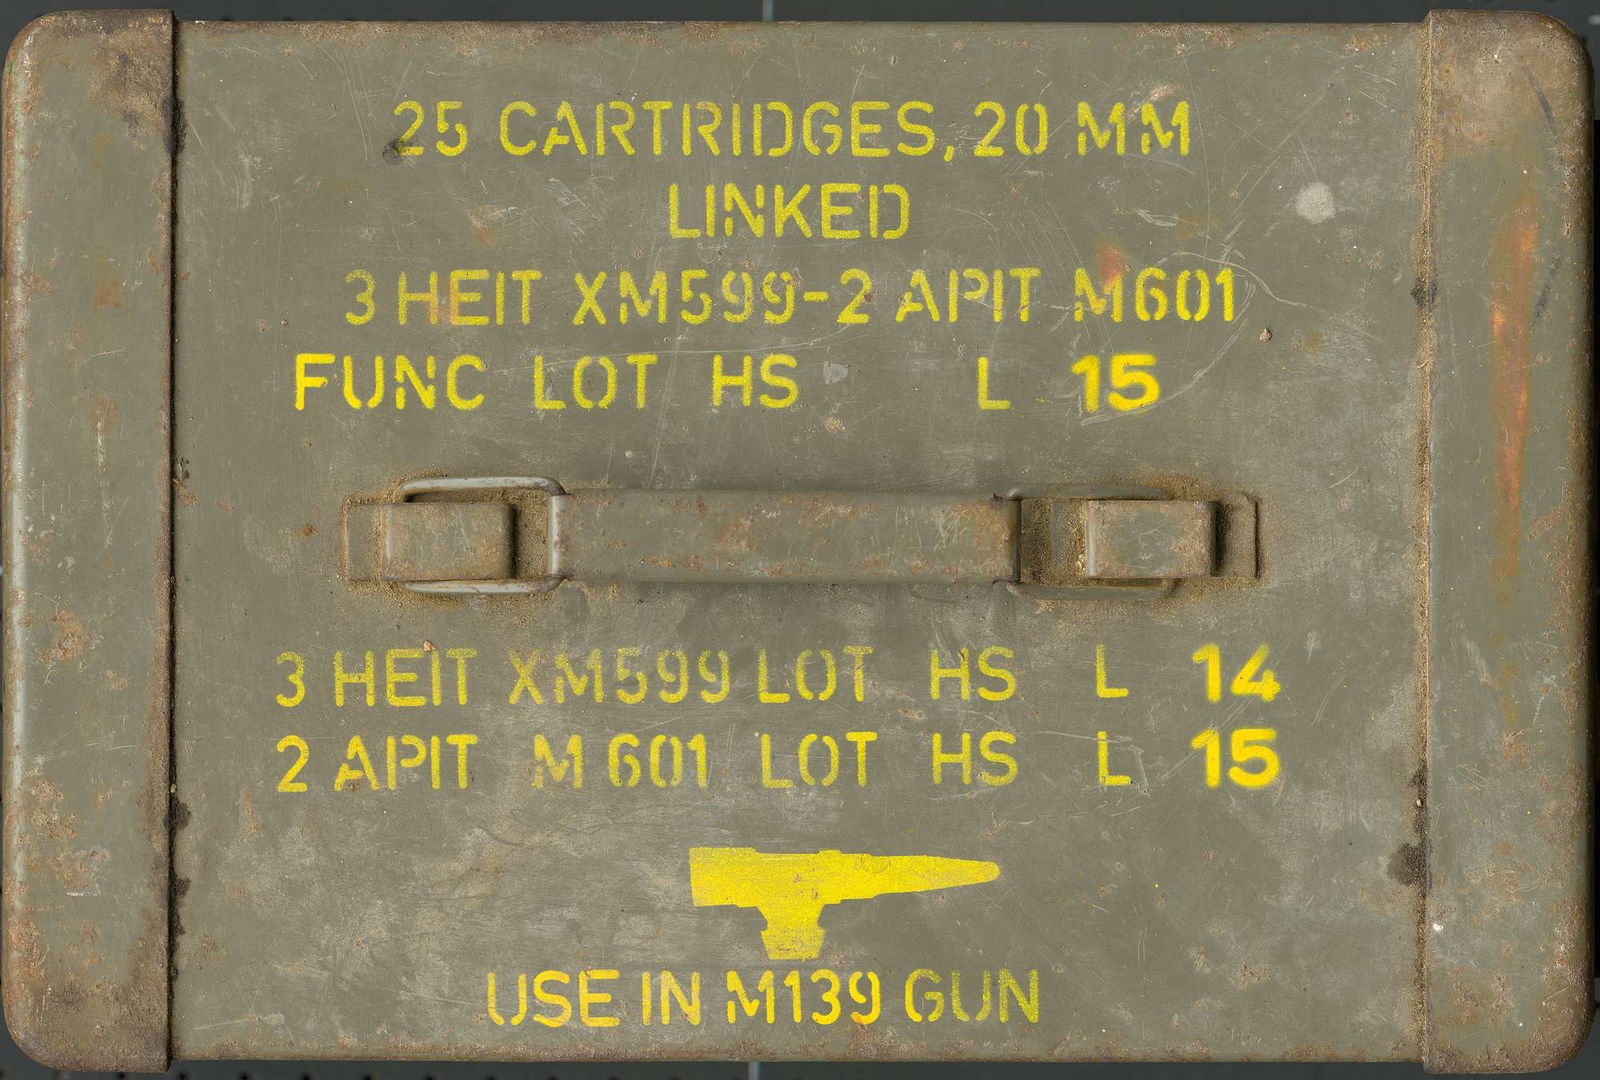 25 CARTRIDGES, 20 MM
LINKED
3 HEIT XM599-2 APIT M601
FUNC LOT HS L 15
3 HEIT XM599 LOT HS L 14
2 APIT M601 LOT HS L 15
USE IN M139 GUN